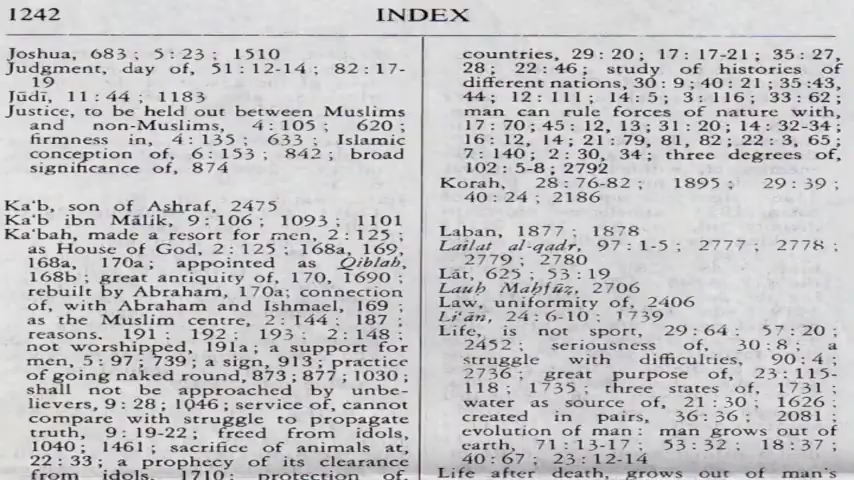 1242
INDEX
Joshua, 683 ; 5 : 23 ; 1510
Judgment, day of, 51 : 12-14 ; 82 : 17-
19
Jūdī, 11 : 44 ; 1183
Justice, to be held out between Muslims
and non-Muslims, 4 : 105 ; 620 ;
firmness in, 4 : 135 ; 633 ; Islamic
conception of, 6 : 153 ; 842 ; broad
significance of, 874
Ka'b, son of Ashraf, 2475
Ka'b ibn Mālik, 9 : 106 ; 1093 ; 1101
Ka'bah, made a resort for men, 2 : 125 ;
as House of God, 2 : 125 ; 168a, 169,
168a, 170a ; appointed as Qiblah,
168b ; great antiquity of, 170, 1690 ;
rebuilt by Abraham, 170a; connection
of, with Abraham and Ishmael, 169 ;
as the Muslim centre, 2 : 144 ; 187 ;
reasons, 191 ; 192 ; 193 ; 2 : 148 ;
not worshipped, 191a ; a support for
men, 5 : 97 ; 739 ; a sign, 913 ; practice
of going naked round, 873 ; 877 ; 1030 ;
shall not be approached by unbe-
lievers, 9 : 28 ; 1046 ; service of, cannot
compare with struggle to propagate
truth, 9 : 19-22 ; freed from idols,
1040 ; 1461 ; sacrifice of animals at,
22 : 33 ; a prophecy of its clearance
from idols, 1710 ; protection of,
countries, 29 : 20 ; 17 : 17-21 ; 35 : 27,
28 ; 22 : 46 ; study of histories of
different nations, 30 : 9 ; 40 : 21 ; 35 :43,
44 ; 12 : 111 ; 14 : 5 ; 3 : 116 ; 33 : 62 ;
man can rule forces of nature with,
17 : 70 ; 45 : 12, 13 ; 31 : 20 ; 14 : 32-34 ;
16 : 12, 14 ; 21 : 79, 81, 82 ; 22 : 3, 65 ;
7 : 140 ; 2 : 30, 34 ; three degrees of,
102 : 5-8 ; 2792
Korah, 28 : 76-82 ; 1895 ; 29 : 39 ;
40 : 24 ; 2186
Laban, 1877 ; 1878
Lailat al-qadr, 97 : 1-5 ; 2777 ; 2778 ;
2779 ; 2780
Lāt, 625 ; 53 : 19
Lauḥ Maḥfūẓ, 2706
Law, uniformity of, 2406
Li'ān, 24 : 6-10 ; 1739
Life, is not sport, 29 : 64 ; 57 : 20 ;
2452 ; seriousness of, 30 : 8 ; a
struggle with difficulties, 90 : 4 ;
2736 ; great purpose of, 23 : 115-
118 ; 1735 ; three states of, 1731 ;
water as source of, 21 : 30 ; 1626 ;
created in pairs, 36 : 36 ; 2081 ;
evolution of man : man grows out of
earth, 71 : 13-17 ; 53 : 32 ; 18 : 37 ;
40 : 67 ; 23 : 12-14
Life after death, grows out of man's